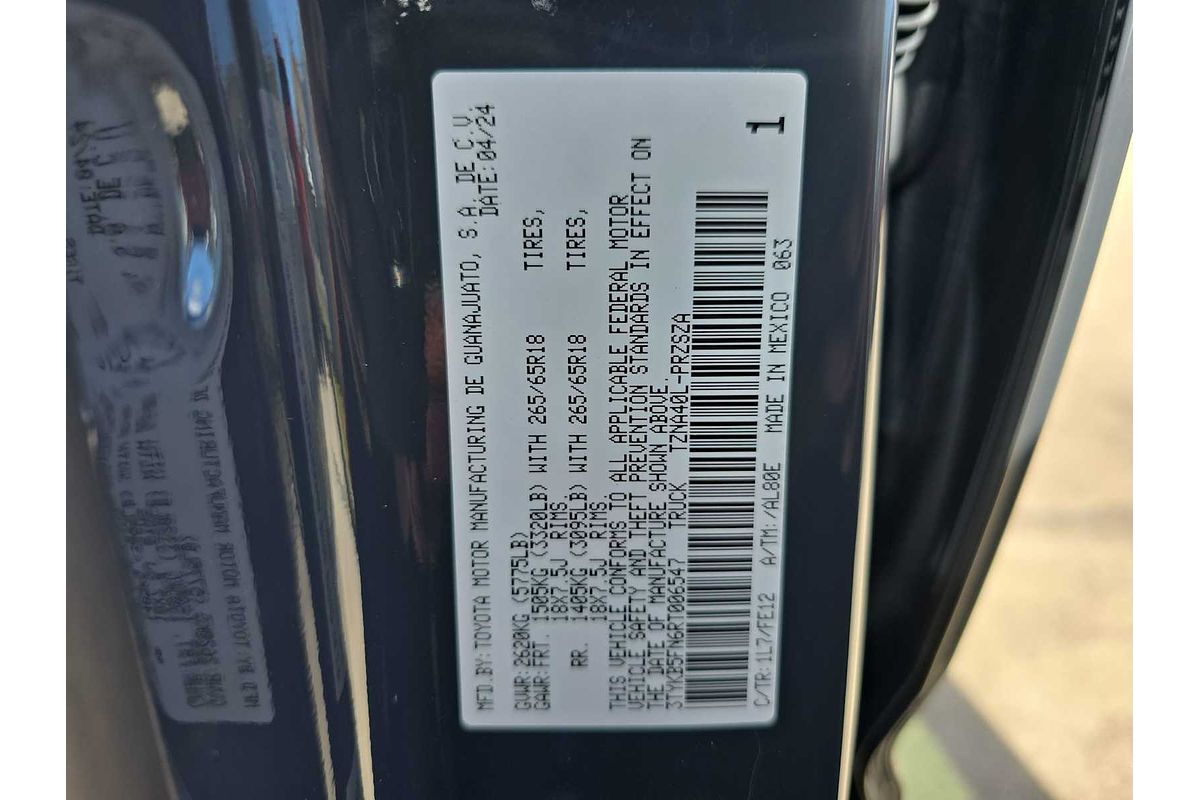 MFD.BY:TOYOTA MOTOR MANUFACTURING DE GUANAJUATO, S.A. DE C.V.
DATE:04/24
GVWR:2620KG (5775LB)
GAWR:FRT. 1505KG (3320LB) WITH 265/65R18 TIRES,
18X7.5J RIMS.
RR. 1405KG (3095LB) WITH 265/65R18 TIRES,
18X7.5J RIMS.
THIS VEHICLE CONFORMS TO ALL APPLICABLE FEDERAL MOTOR
VEHICLE SAFETY AND THEFT PREVENTION STANDARDS IN EFFECT ON
THE DATE OF MANUFACTURE SHOWN ABOVE.
3TYKB5FN6RT006547 TRUCK TZNA40L-PRZSZA
1
C/TR:1L7/FE12 A/TM:/AL80E MADE IN MEXICO 063